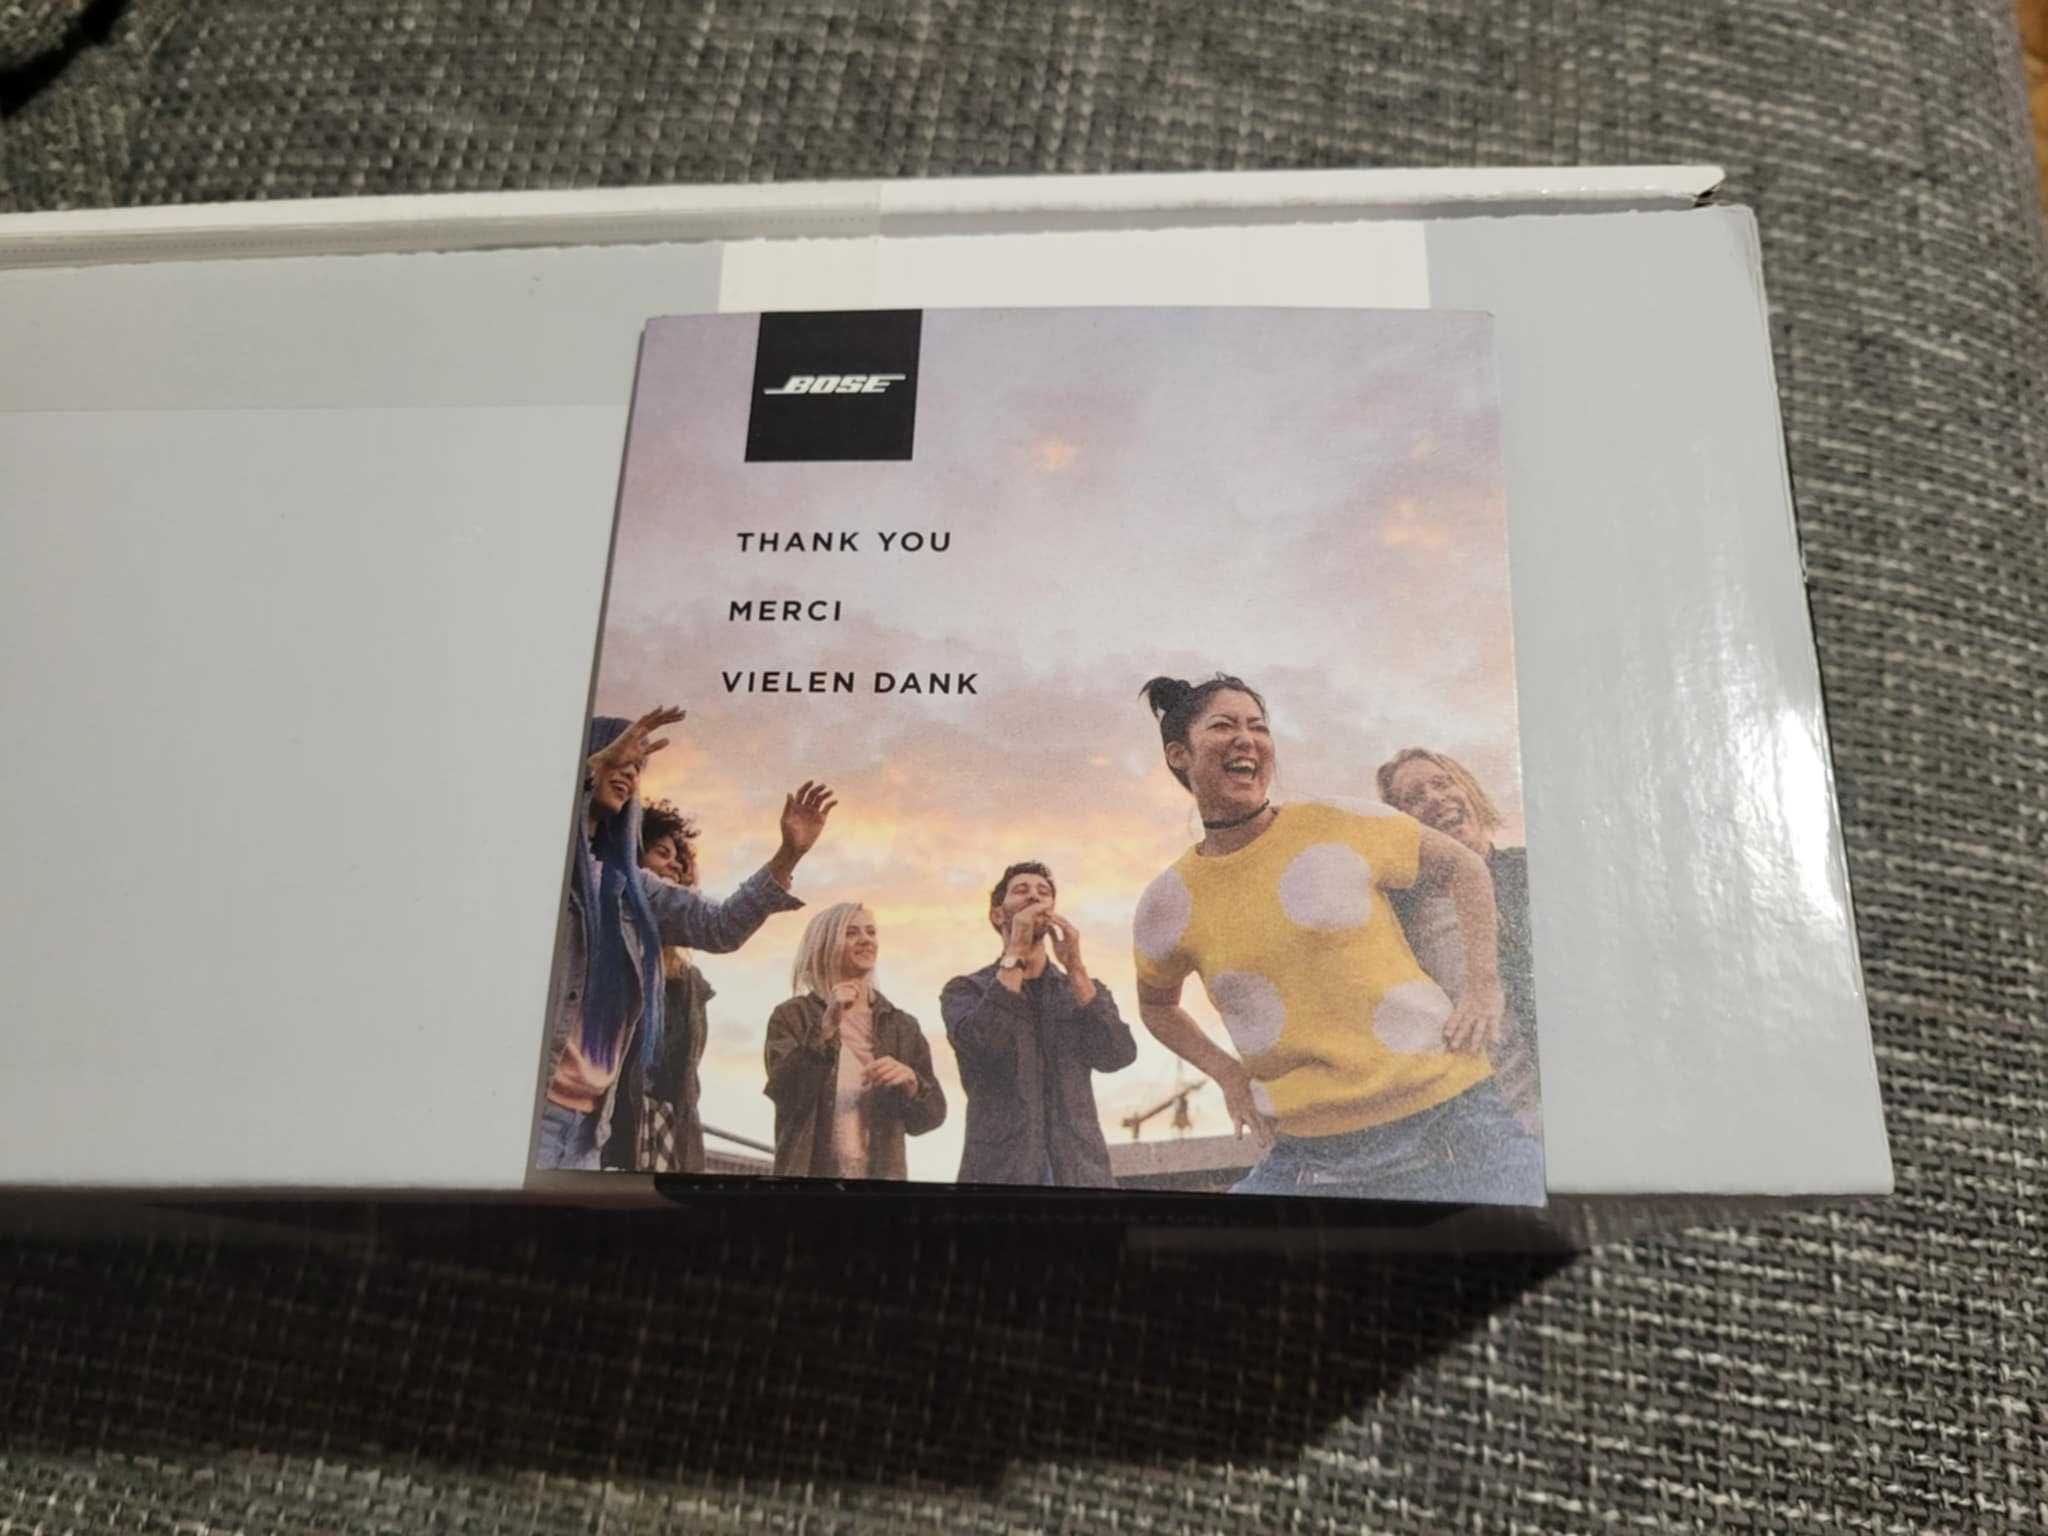 BOSE
THANK YOU
MERCI
VIELEN DANK